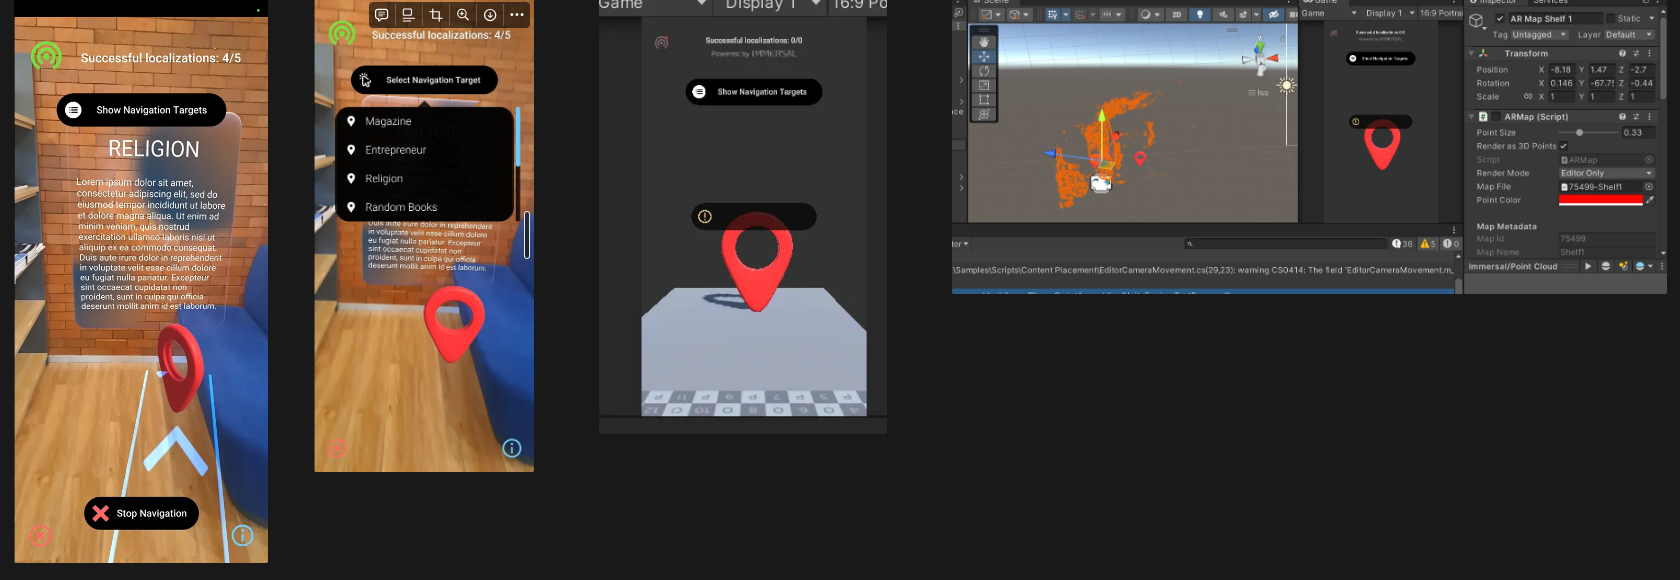 Successful localizations: 4/5
Show Navigation Targets
RELIGION
Lorem ipsum dolor sit amet,
consectetur adipiscing elit, sed do
eiusmod tempor incididunt ut labore
et dolore magna aliqua. Ut enim ad
minim veniam, quis nostrud
exercitation ullamco laboris nisi ut
aliquip ex ea commodo consequat.
Duis aute irure dolor in reprehenderit
in voluptate velit esse cillum dolore
eu fugiat nulla pariatur. Excepteur
sint occaecat cupidatat non
proident, sunt in culpa qui officia
deserunt mollit anim id est laborum.
Stop Navigation
Successful localizations: 4/5
Select Navigation Target
Magazine
Entrepreneur
Religion
Random Books
Duis aute irure dolor in reprehenderit
in voluptate velit esse cillum dolore
eu fugiat nulla pariatur. Excepteur
sint occaecat cupidatat non
proident, sunt in culpa qui officia
deserunt mollit anim id est laborum.
Game Display 1 16:9 Po
Successful localizations: 0/0
Powered by IMMERSAL
Show Navigation Targets
Scene
2D
Iso
Game
Game Display 1 16:9 Portrai
Show Navigation Targets
Inspector Services
AR Map Shelf 1 Static
Tag Untagged Layer Default
Transform
Position X -8.18 Y 1.47 Z -2.7
Rotation X 0.146 Y -67.75 Z -0.44
Scale X 1 Y 1 Z 1
ARMap (Script)
Point Size 0.33
Render as 3D Points
Script ARMap
Render Mode Editor Only
Map File 75499-Shelf1
Point Color
Map Metadata
Map Id 75499
Map Name Shelf1
Immersal/Point Cloud
tor
36 5 0
\Samples\Scripts\Content Placement\EditorCameraMovement.cs(29,23): warning CS0414: The field 'EditorCameraMovement.m_